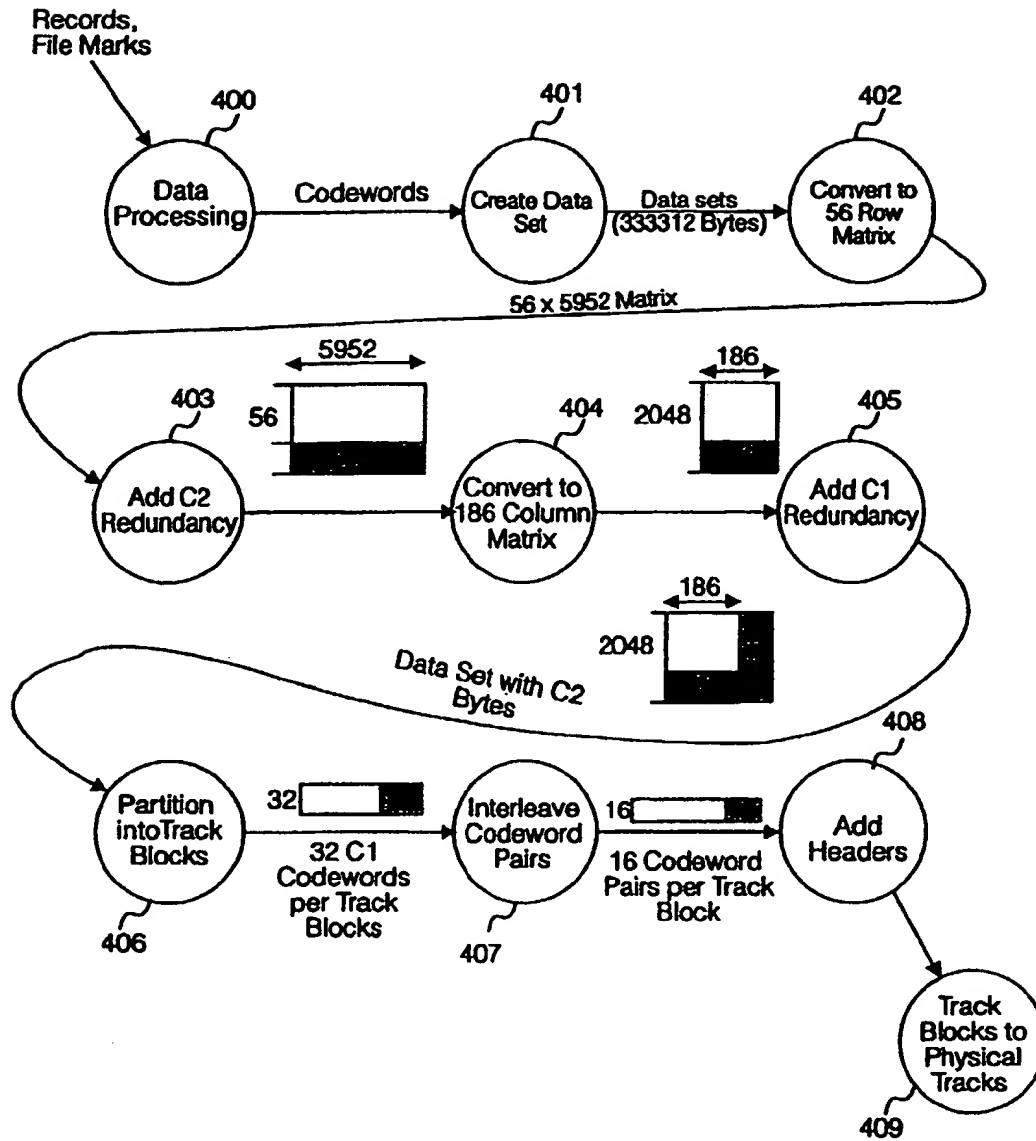 Records,
File Marks
400
401
402
Data
Processing
Codewords
Create Data
Set
Data sets
(333312 Bytes)
Convert to
56 Row
Matrix
56 x 5952 Matrix
5952
186
403
56
404
2048
405
Add C2
Redundancy
Convert to
186 Column
Matrix
Add C1
Redundancy
186
2048
Data Set with C2
Bytes
408
Partition
intoTrack
Blocks
32
32 C1
Codewords
per Track
Blocks
Interleave
Codeword
Pairs
16
16 Codeword
Pairs per Track
Block
Add
Headers
406
407
Track
Blocks to
Physical
Tracks
409